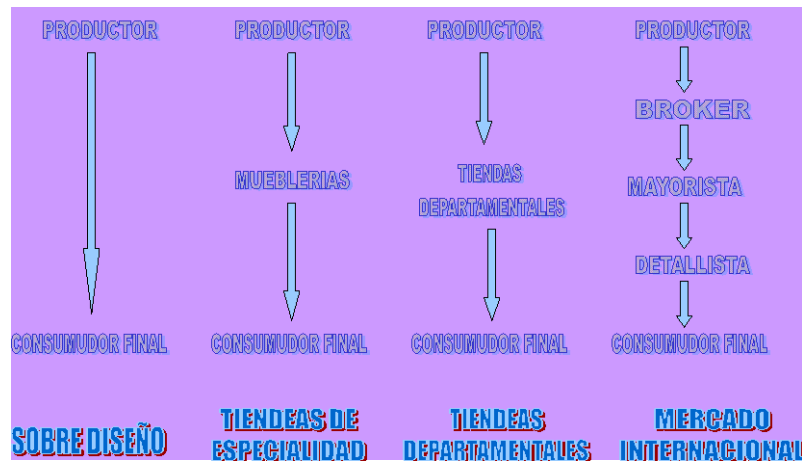 PRODUCTOR
PRODUCTOR
PRODUCTOR
PRODUCTOR
BROKER
MUEBLERIAS
TIENDAS
DEPARTAMENTALES
MAYORISTA
DETALLISTA
CONSUMUDOR FINAL
CONSUMUDOR FINAL
CONSUMUDOR FINAL
CONSUMUDOR FINAL
SOBRE DISEÑO
TIENDEAS DE
ESPECIALIDAD
TIENDEAS
DEPARTAMENTALES
MERCADO
INTERNACIONAL